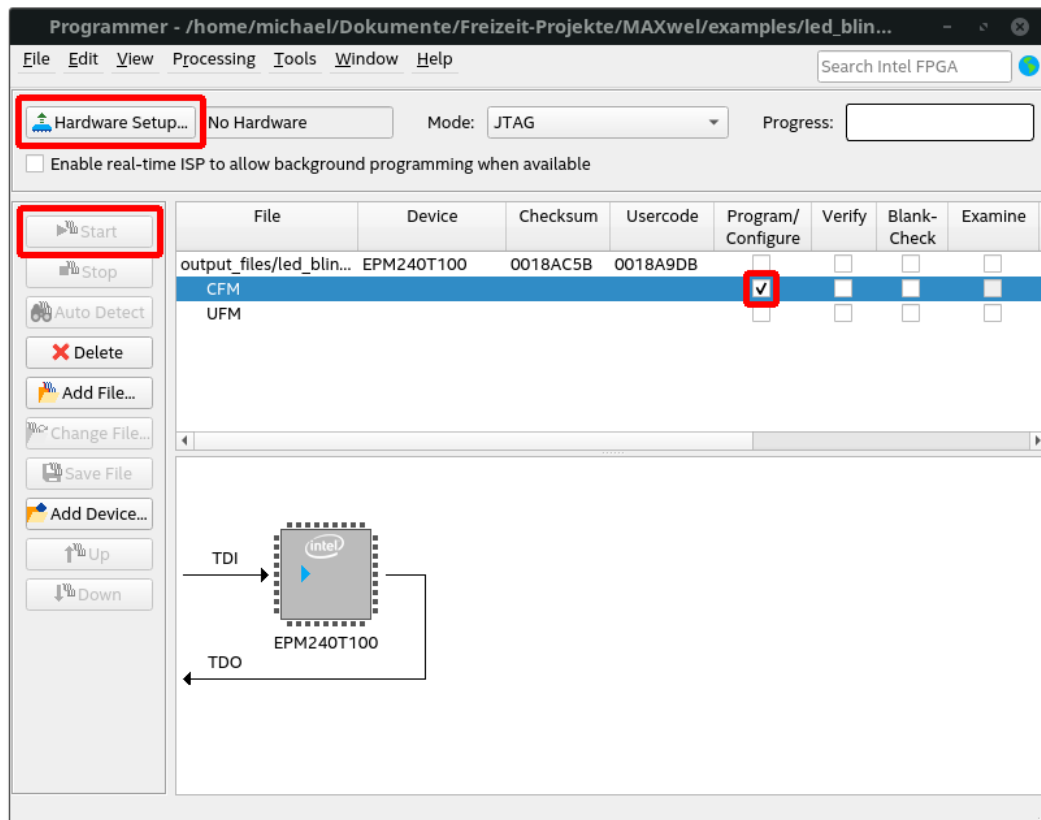 Programmer - /home/michael/Dokumente/Freizeit-Projekte/MAXwel/examples/led_blin...
File Edit View Processing Tools Window Help
Search Intel FPGA
Hardware Setup... No Hardware Mode: JTAG Progress:
Enable real-time ISP to allow background programming when available
Start
Stop
Auto Detect
Delete
Add File...
Change File...
Save File
Add Device...
Up
Down
File Device Checksum Usercode Program/ Configure Verify Blank- Check Examine
output_files/led_blin... EPM240T100 0018AC5B 0018A9DB
CFM
UFM
TDI
intel
EPM240T100
TDO